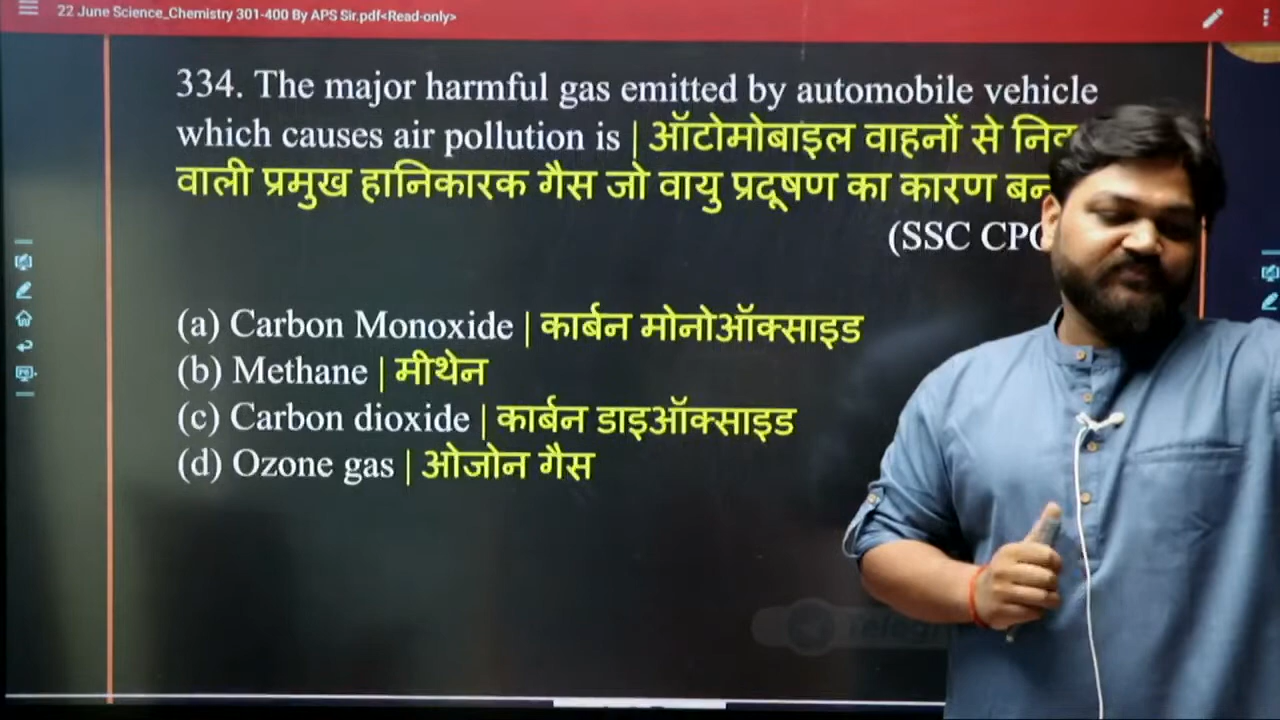 22 June Science_Chemistry 301-400 By APS Sir.pdf<Read-only>
334. The major harmful gas emitted by automobile vehicle
which causes air pollution is | ऑटोमोबाइल वाहनों से
वाली प्रमुख हानिकारक गैस जो वायु प्रदूषण का कारण
(SSC
(a) Carbon Monoxide | कार्बन मोनोऑक्साइड
(b) Methane | मीथेन
(c) Carbon dioxide | कार्बन डाइऑक्साइड
(d) Ozone gas | ओजोन गैस